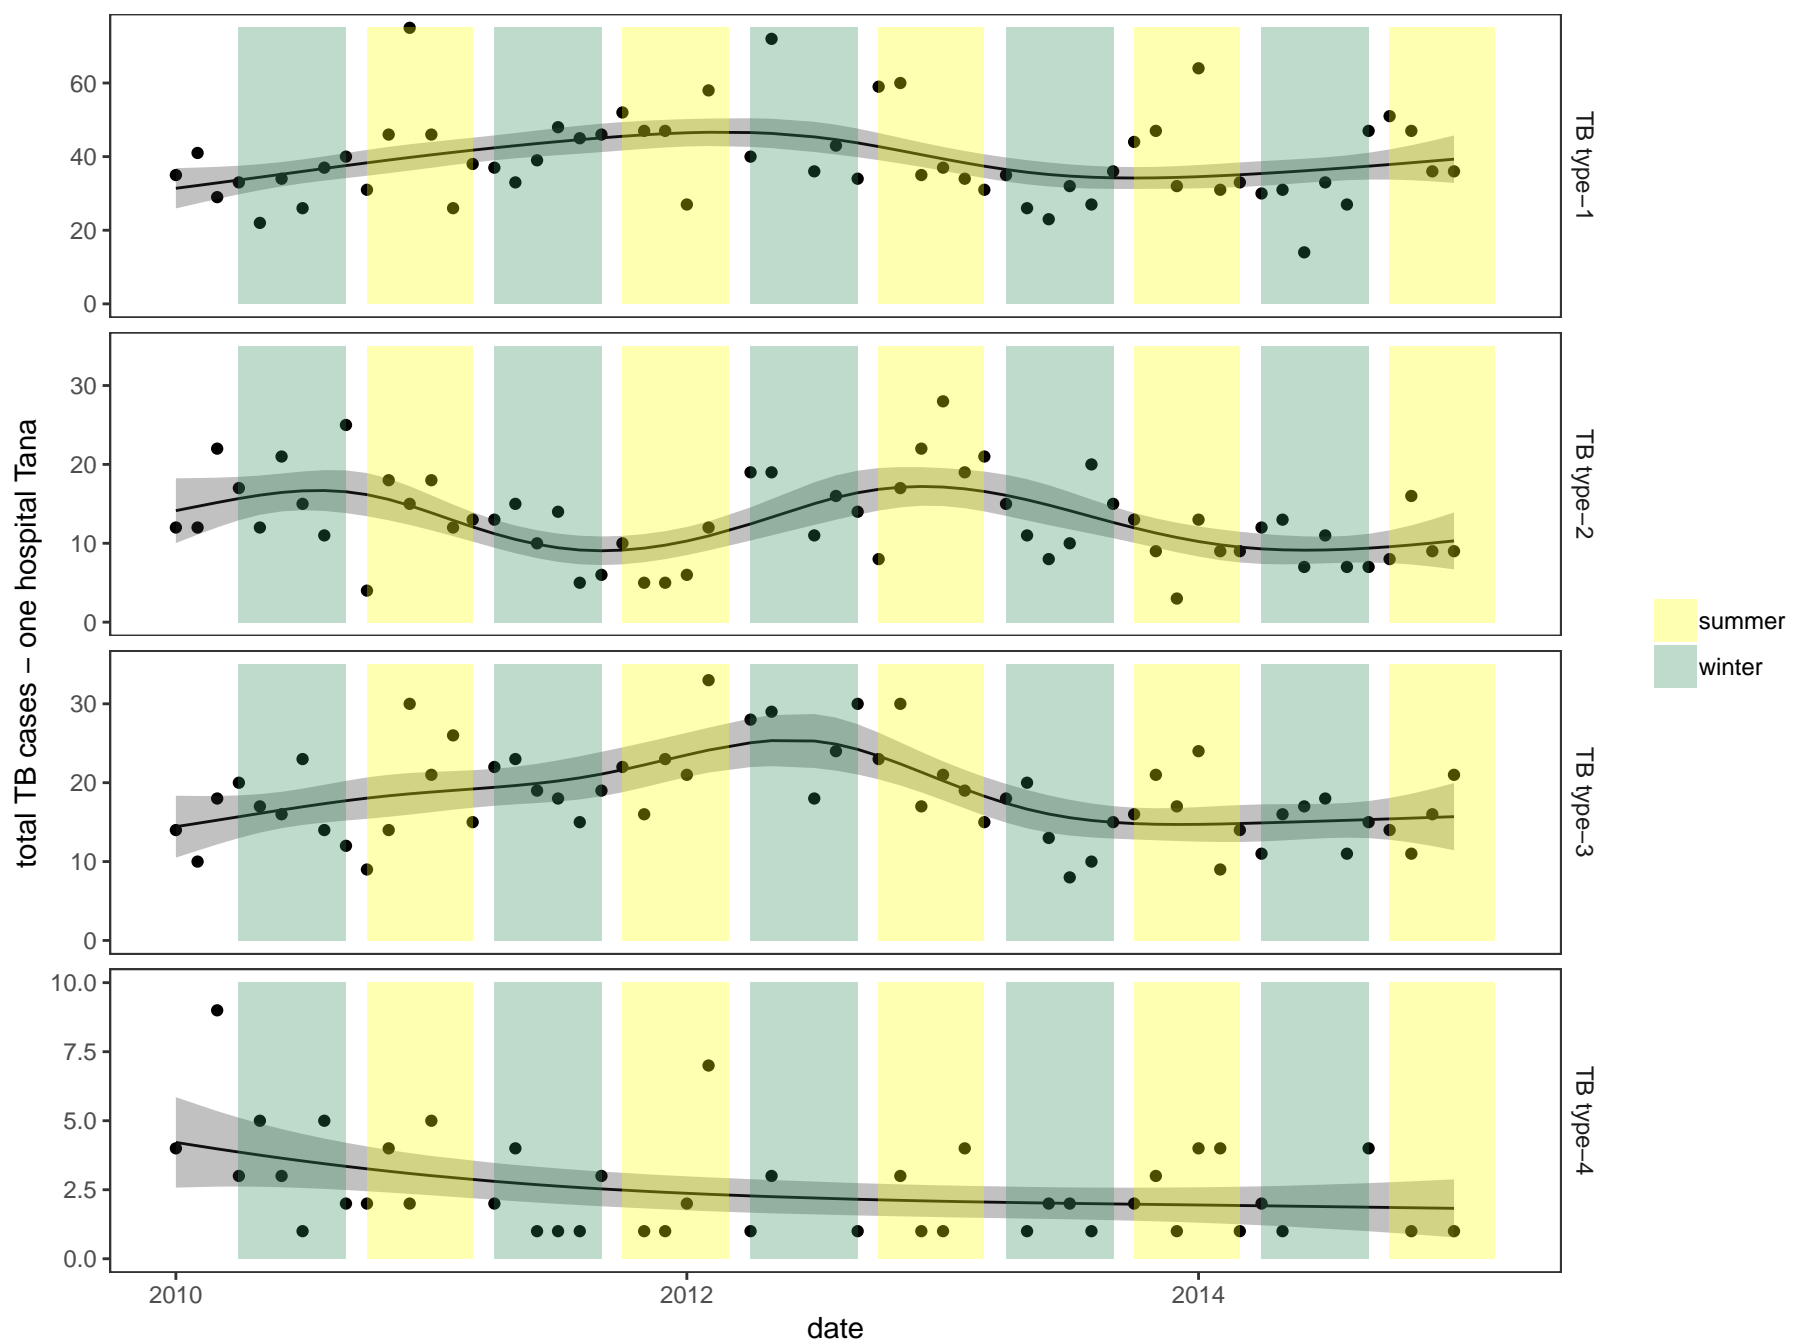 60
40
20
0
TB type−1
30
20
10
0
TB type−2
30
20
10
0
TB type−3
10.0
7.5
5.0
2.5
0.0
TB type−4
2010
2012
2014
date
total TB cases − one hospital Tana
summer
winter